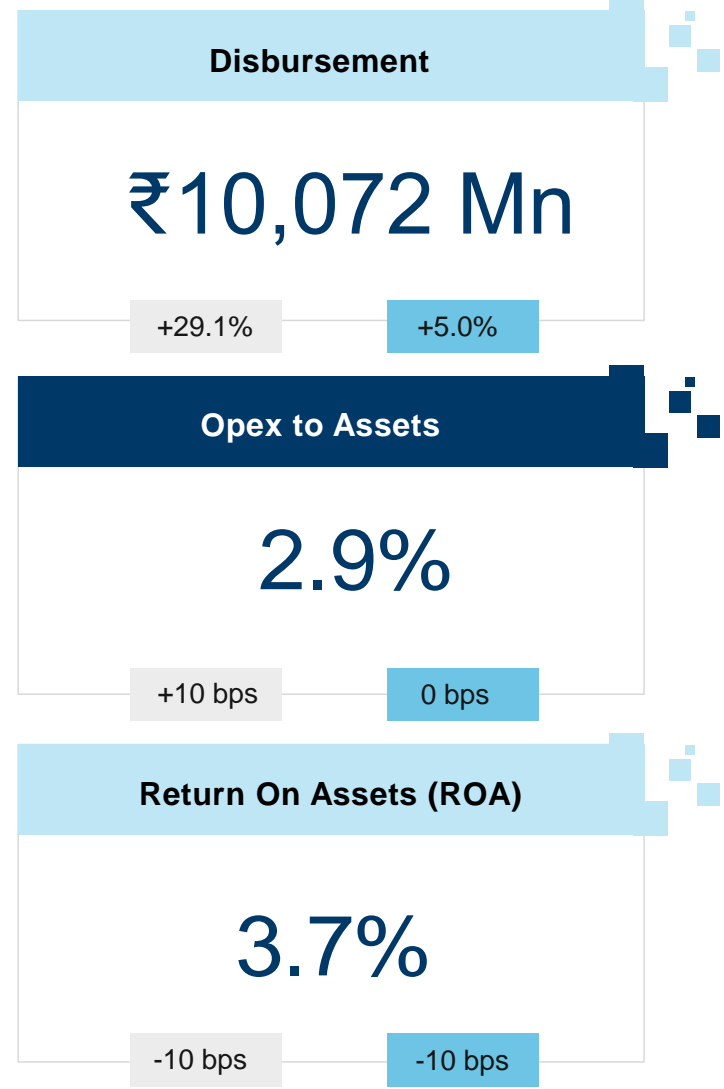 Disbursement
₹10,072 Mn
+29.1% +5.0%
Opex to Assets
2.9%
+10 bps 0 bps
Return On Assets (ROA)
3.7%
-10 bps -10 bps